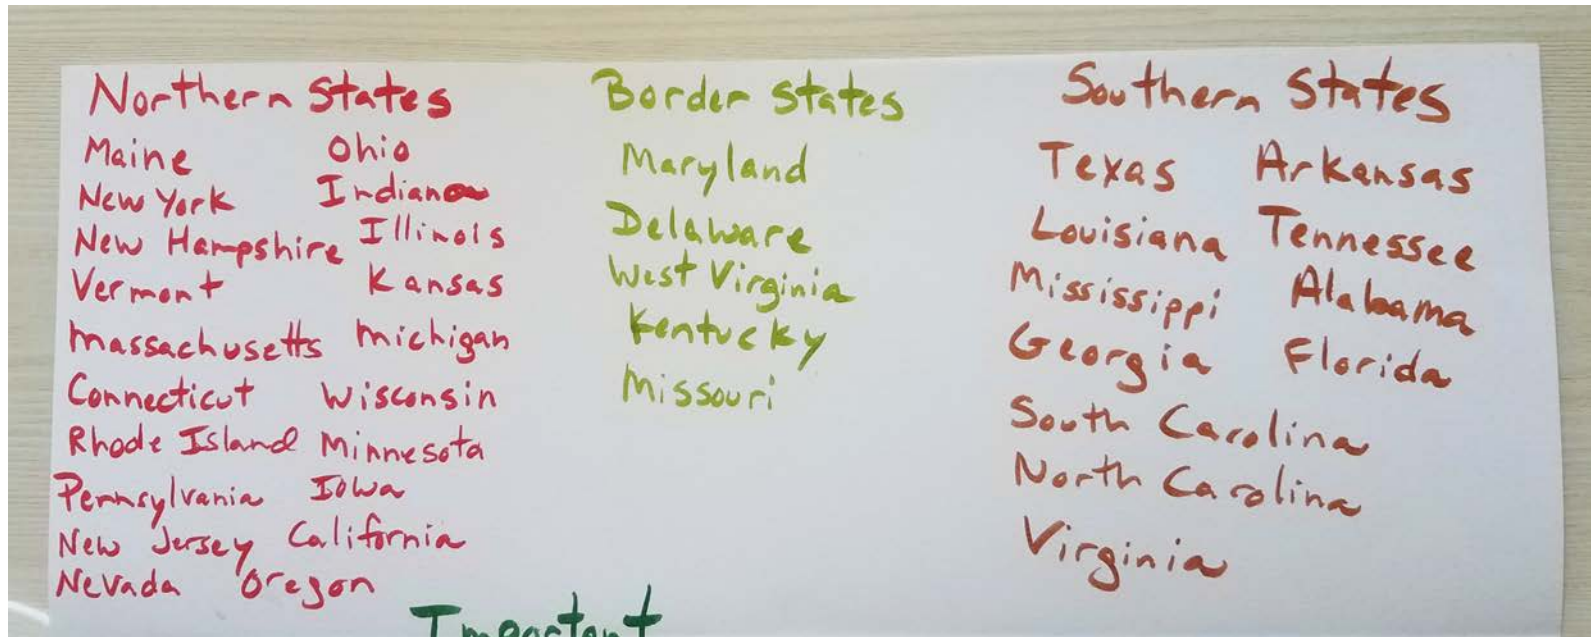 Northern States
Maine Ohio
New York Indiana
New Hampshire Illinois
Vermont Kansas
Massachusetts Michigan
Connecticut Wisconsin
Rhode Island Minnesota
Pennsylvania Iowa
New Jersey California
Nevada Oregon
Border States
Maryland
Delaware
West Virginia
Kentucky
Missouri
Southern States
Texas Arkansas
Louisiana Tennessee
Mississippi Alabama
Georgia Florida
South Carolina
North Carolina
Virginia
Important